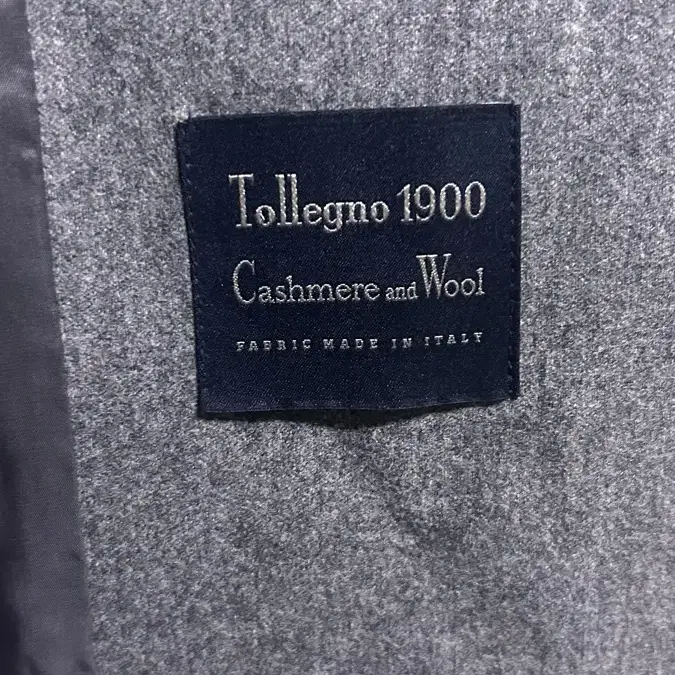 Tollegno 1900
Cashmere and Wool
FABRIC MADE IN ITALY